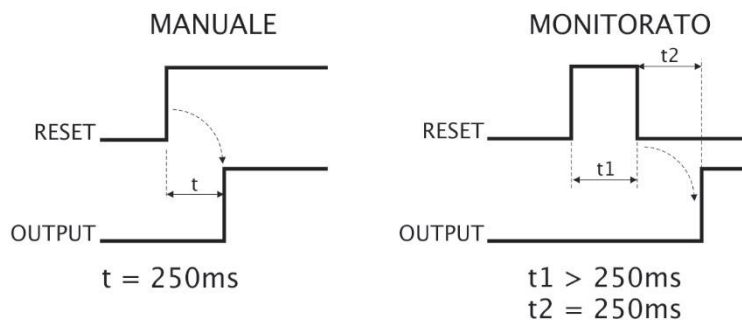 MANUALE
RESET
t
OUTPUT
t = 250ms
MONITORATO
t2
RESET
t1
OUTPUT
t1 > 250ms
t2 = 250ms